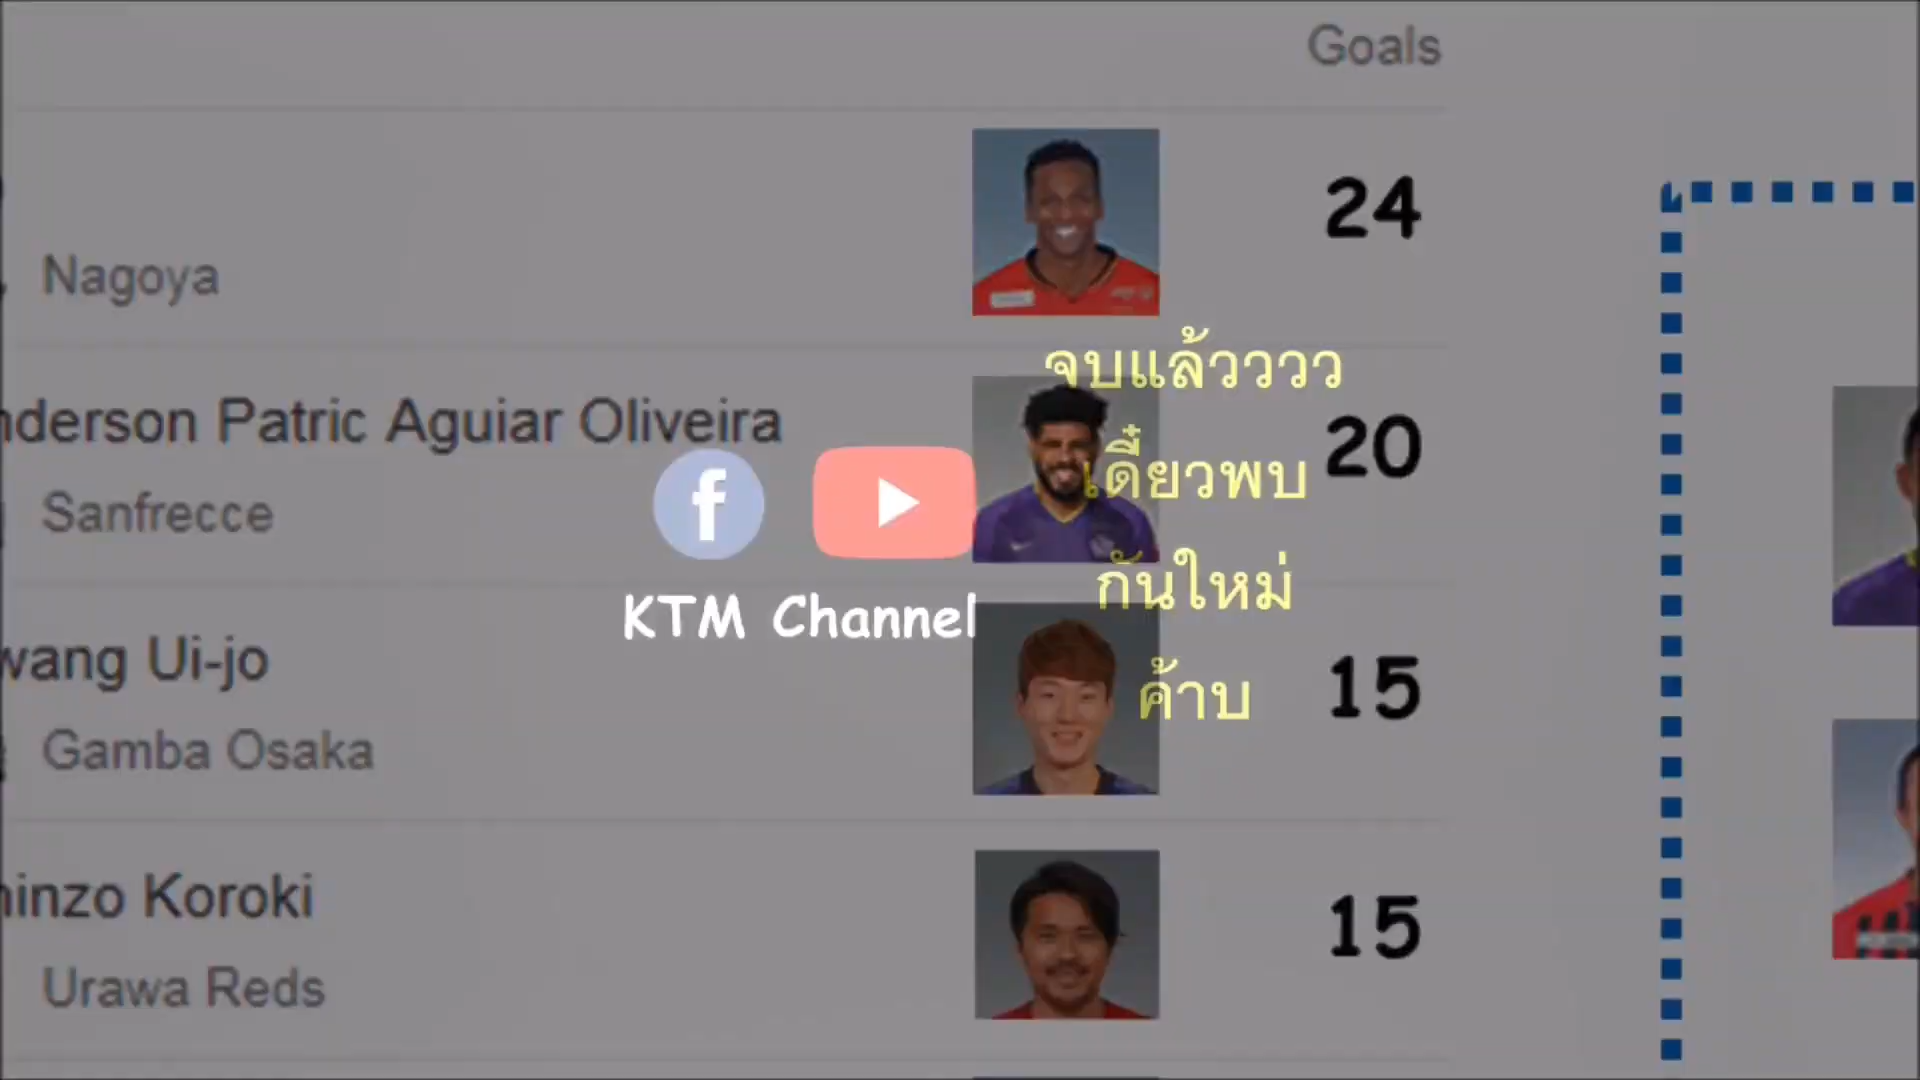 Goals
24
Nagoya
จบแล้วววว
nderson Patric Aguiar Oliveira
20
เดี๋ยวพบ
Sanfrecce
กันใหม่
KTM Channel
wang Ui-jo
15
ค้าบ
Gamba Osaka
hinzo Koroki
15
Urawa Reds